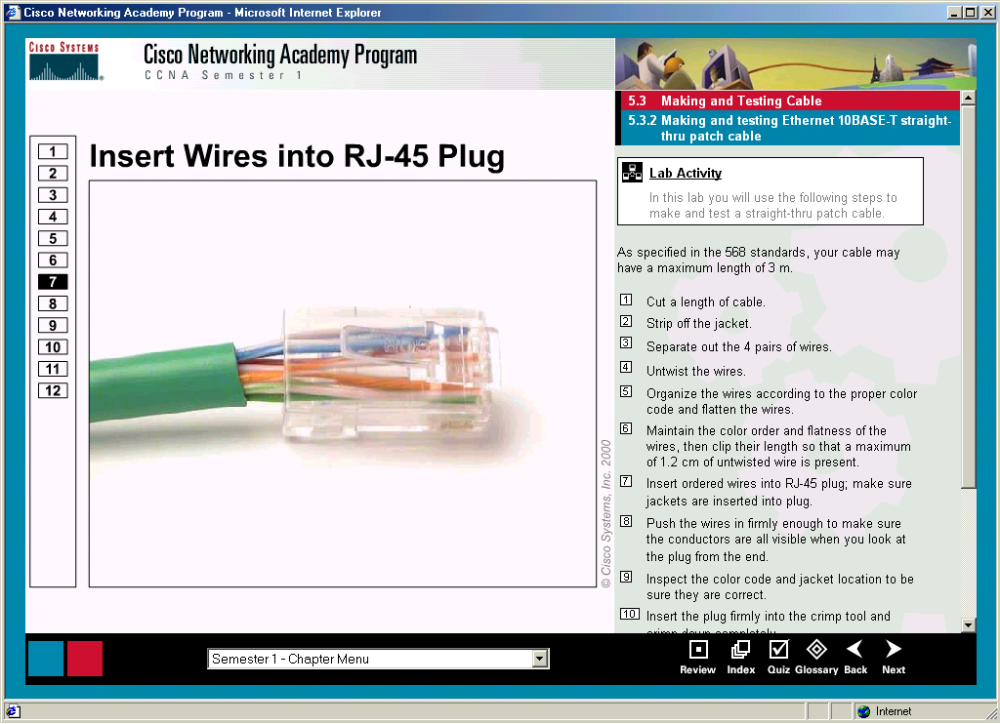 Cisco Networking Academy Program - Microsoft Internet Explorer
CISCO SYSTEMS
Cisco Networking Academy Program
CCNA Semester 1
5.3 Making and Testing Cable
5.3.2 Making and testing Ethernet 10BASE-T straight-
thru patch cable
1
2
3
4
5
6
7
8
9
10
11
12
Insert Wires into RJ-45 Plug
© Cisco Systems, Inc. 2000
Lab Activity
In this lab you will use the following steps to
make and test a straight-thru patch cable.
As specified in the 568 standards, your cable may
have a maximum length of 3 m.
1 Cut a length of cable.
2 Strip off the jacket.
3 Separate out the 4 pairs of wires.
4 Untwist the wires.
5 Organize the wires according to the proper color
code and flatten the wires.
6 Maintain the color order and flatness of the
wires, then clip their length so that a maximum
of 1.2 cm of untwisted wire is present.
7 Insert ordered wires into RJ-45 plug; make sure
jackets are inserted into plug.
8 Push the wires in firmly enough to make sure
the conductors are all visible when you look at
the plug from the end.
9 Inspect the color code and jacket location to be
sure they are correct.
10 Insert the plug firmly into the crimp tool and
crimp down completely.
Semester 1 - Chapter Menu
Review Index Quiz Glossary Back Next
Internet